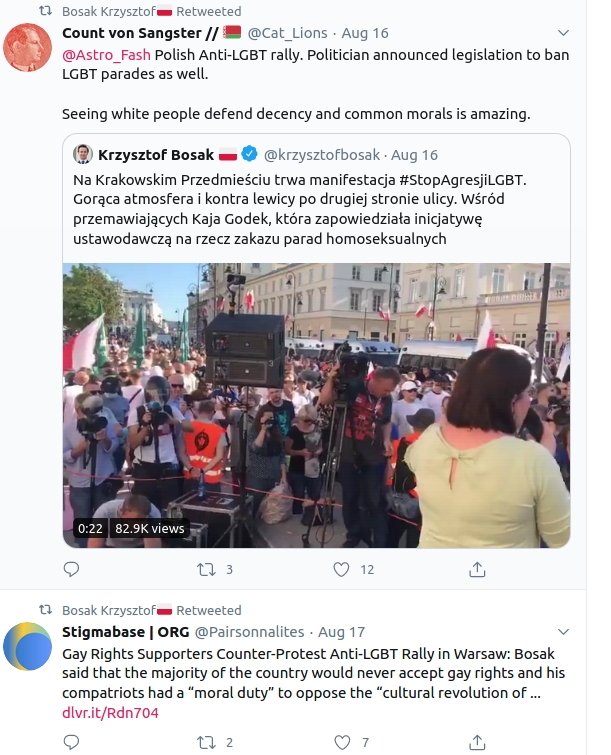 Bosak Krzysztof🇵🇱 Retweeted
Count von Sangster // 🇧🇾 @Cat_Lions · Aug 16
@Astro_Fash Polish Anti-LGBT rally. Politician announced legislation to ban
LGBT parades as well.
Seeing white people defend decency and common morals is amazing.
Krzysztof Bosak 🇵🇱 @krzysztofbosak · Aug 16
Na Krakowskim Przedmieściu trwa manifestacja #StopAgresjiLGBT.
Gorąca atmosfera i kontra lewicy po drugiej stronie ulicy. Wśród
przemawiających Kaja Godek, która zapowiedziała inicjatywę
ustawodawczą na rzecz zakazu parad homoseksualnych
0:22 82.9K views
3 12
Bosak Krzysztof🇵🇱 Retweeted
Stigmabase | ORG @Pairsonnalites · Aug 17
Gay Rights Supporters Counter-Protest Anti-LGBT Rally in Warsaw: Bosak
said that the majority of the country would never accept gay rights and his
compatriots had a “moral duty” to oppose the “cultural revolution of ...
dlvr.it/Rdn704
2 7